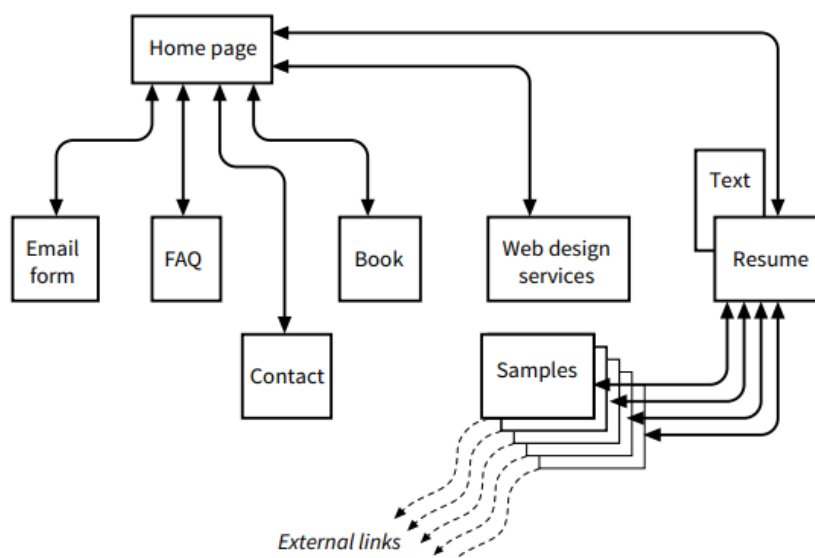 Home page
Text
Email
form
FAQ
Book
Web design
services
Resume
Contact
Samples
External links